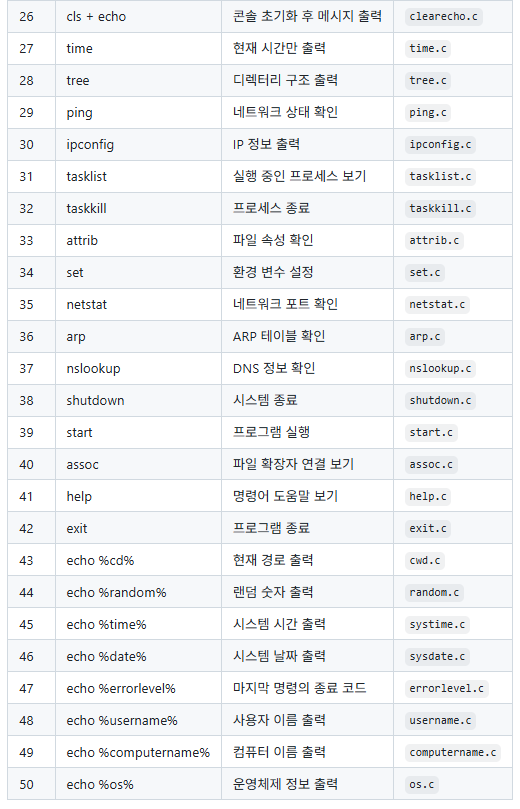 26 cls + echo 콘솔 초기화 후 메시지 출력 clearecho.c
27 time 현재 시간만 출력 time.c
28 tree 디렉터리 구조 출력 tree.c
29 ping 네트워크 상태 확인 ping.c
30 ipconfig IP 정보 출력 ipconfig.c
31 tasklist 실행 중인 프로세스 보기 tasklist.c
32 taskkill 프로세스 종료 taskkill.c
33 attrib 파일 속성 확인 attrib.c
34 set 환경 변수 설정 set.c
35 netstat 네트워크 포트 확인 netstat.c
36 arp ARP 테이블 확인 arp.c
37 nslookup DNS 정보 확인 nslookup.c
38 shutdown 시스템 종료 shutdown.c
39 start 프로그램 실행 start.c
40 assoc 파일 확장자 연결 보기 assoc.c
41 help 명령어 도움말 보기 help.c
42 exit 프로그램 종료 exit.c
43 echo %cd% 현재 경로 출력 cwd.c
44 echo %random% 랜덤 숫자 출력 random.c
45 echo %time% 시스템 시간 출력 systime.c
46 echo %date% 시스템 날짜 출력 sysdate.c
47 echo %errorlevel% 마지막 명령의 종료 코드 errorlevel.c
48 echo %username% 사용자 이름 출력 username.c
49 echo %computername% 컴퓨터 이름 출력 computername.c
50 echo %os% 운영체제 정보 출력 os.c